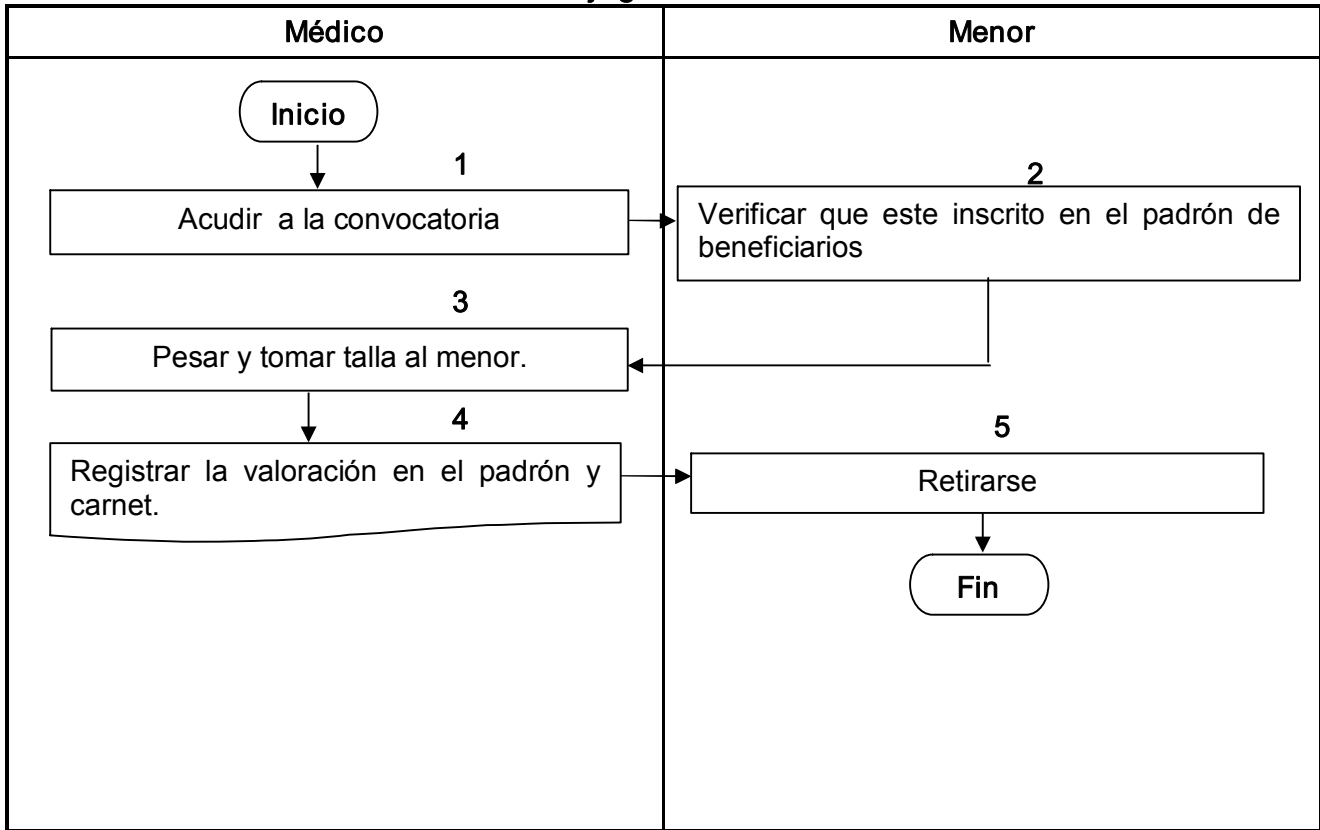 Médico
Menor
Inicio
1
Acudir a la convocatoria
2
Verificar que este inscrito en el padrón de
beneficiarios
3
Pesar y tomar talla al menor.
4
Registrar la valoración en el padrón y
carnet.
5
Retirarse
Fin